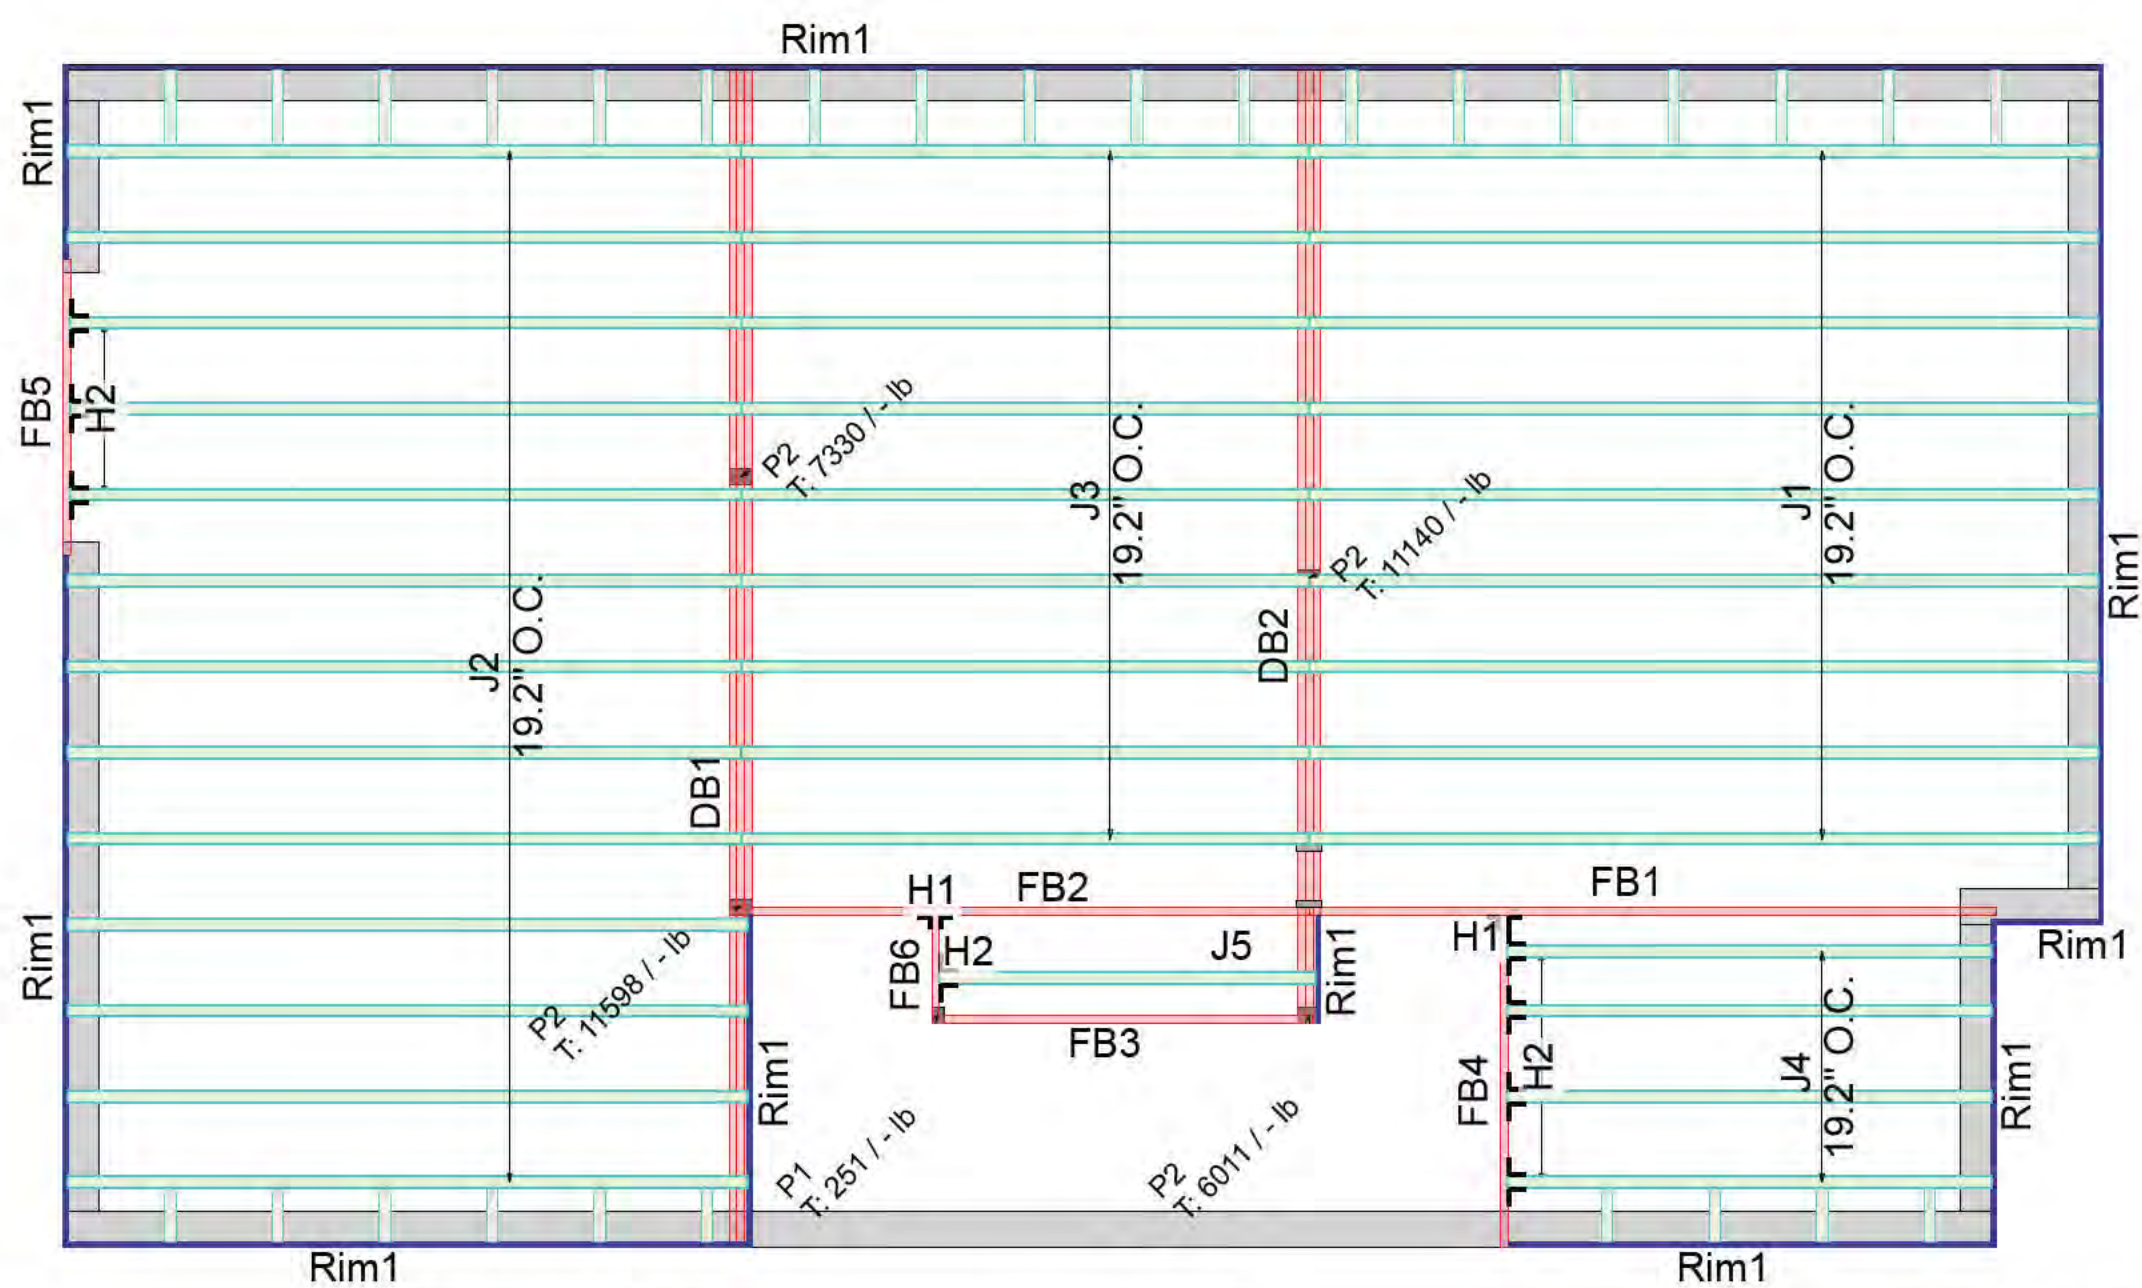 Rim1
Rim1
FB5
H2
P2
T: 7330 / - lb
J3
19.2" O.C.
P2
T: 11140 / - lb
J1
19.2" O.C.
Rim1
J2
19.2" O.C.
DB2
DB1
H1
FB2
FB1
Rim1
P2
T: 11598 / - lb
FB6
H2
J5
Rim1
H1
Rim1
FB3
Rim1
P1
T: 251 / - lb
P2
T: 6011 / - lb
FB4
H2
J4
19.2" O.C.
Rim1
Rim1
Rim1